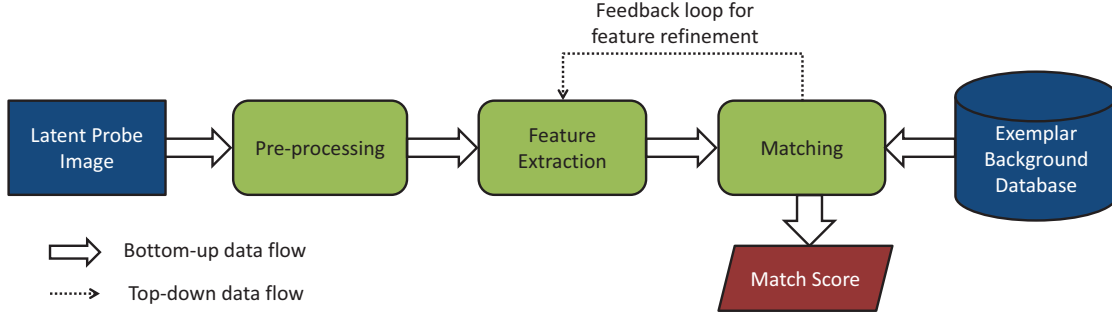 Feedback loop for
feature refinement
Latent Probe
Image
Pre-processing
Feature
Extraction
Matching
Exemplar
Background
Database
Bottom-up data flow
Top-down data flow
Match Score